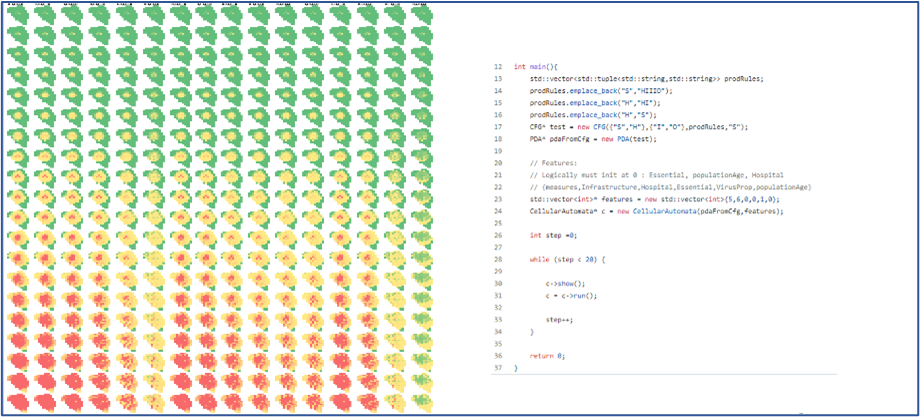 12 int main(){
13 std::vector<std::tuple<std::string,std::string>> prodRules;
14 prodRules.emplace_back("S","HIIIO");
15 prodRules.emplace_back("H","HI");
16 prodRules.emplace_back("H","S");
17 CFG* test = new CFG({"S","H"},{"I","O"},prodRules,"S");
18 PDA* pdaFromCfg = new PDA(test);
19
20 // Features:
21 // Logically must init at 0 : Essential, populationAge, Hospital
22 // (measures,Infrastructure,Hospital,Essential,VirusProp,populationAge)
23 std::vector<int>* features = new std::vector<int>{5,6,0,0,1,0};
24 CellularAutomata* c = new CellularAutomata(pdaFromCfg,features);
25
26 int step =0;
27
28 while (step < 20) {
29
30 c->show();
31 c = c->run();
32
33 step++;
34 }
35
36 return 0;
37 }